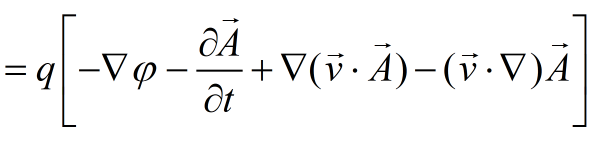 = q[−∇φ − ∂A⃗/∂t + ∇(v⃗ · A⃗) − (v⃗ · ∇)A⃗]